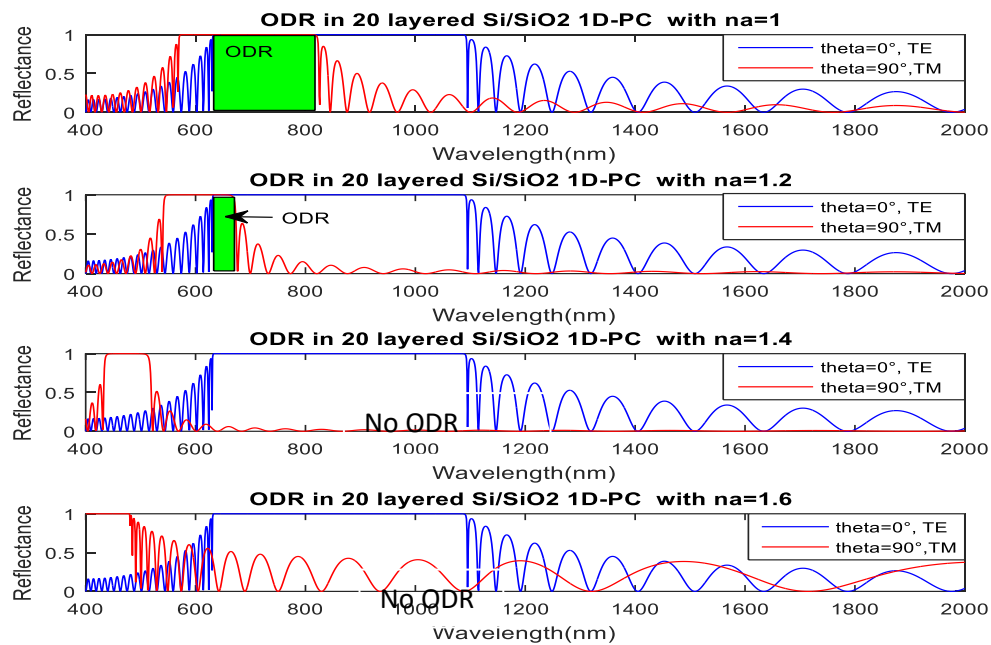 ODR in 20 layered Si/SiO2 1D-PC with na=1
Reflectance
1
0.5
0
ODR
theta=0°, TE
theta=90°,TM
400 600 800 1000 1200 1400 1600 1800 2000
Wavelength(nm)
ODR in 20 layered Si/SiO2 1D-PC with na=1.2
Reflectance
1
0.5
0
ODR
theta=0°, TE
theta=90°,TM
400 600 800 1000 1200 1400 1600 1800 2000
Wavelength(nm)
ODR in 20 layered Si/SiO2 1D-PC with na=1.4
Reflectance
1
0.5
0
theta=0°, TE
theta=90°,TM
No ODR
400 600 800 1000 1200 1400 1600 1800 2000
Wavelength(nm)
ODR in 20 layered Si/SiO2 1D-PC with na=1.6
Reflectance
1
0.5
0
theta=0°, TE
theta=90°,TM
No ODR
400 600 800 1000 1200 1400 1600 1800 2000
Wavelength(nm)